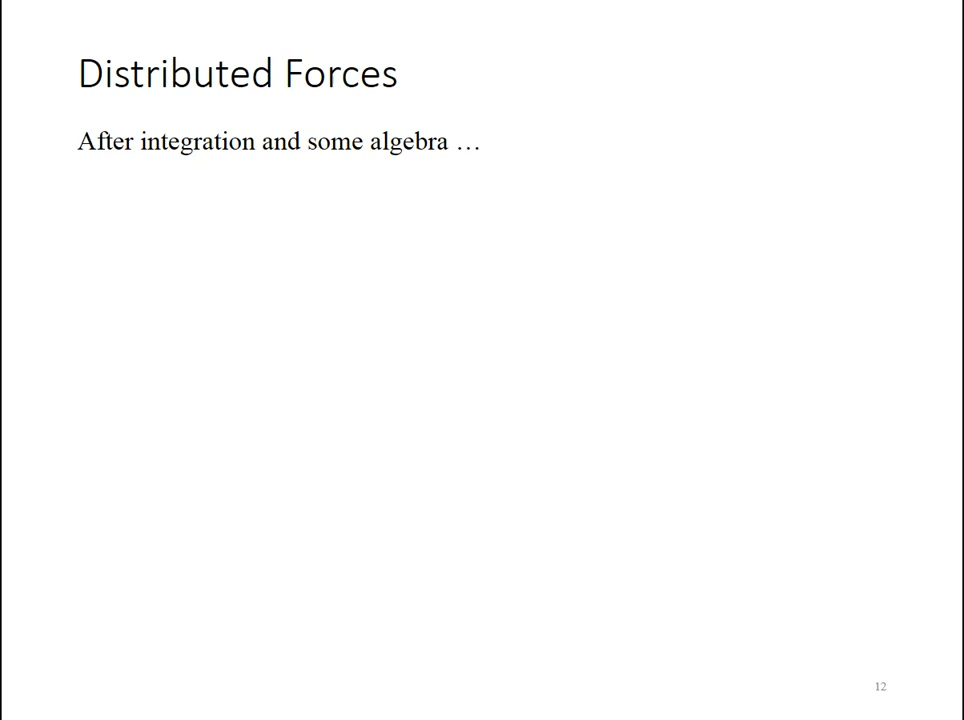 Distributed Forces
After integration and some algebra …
12